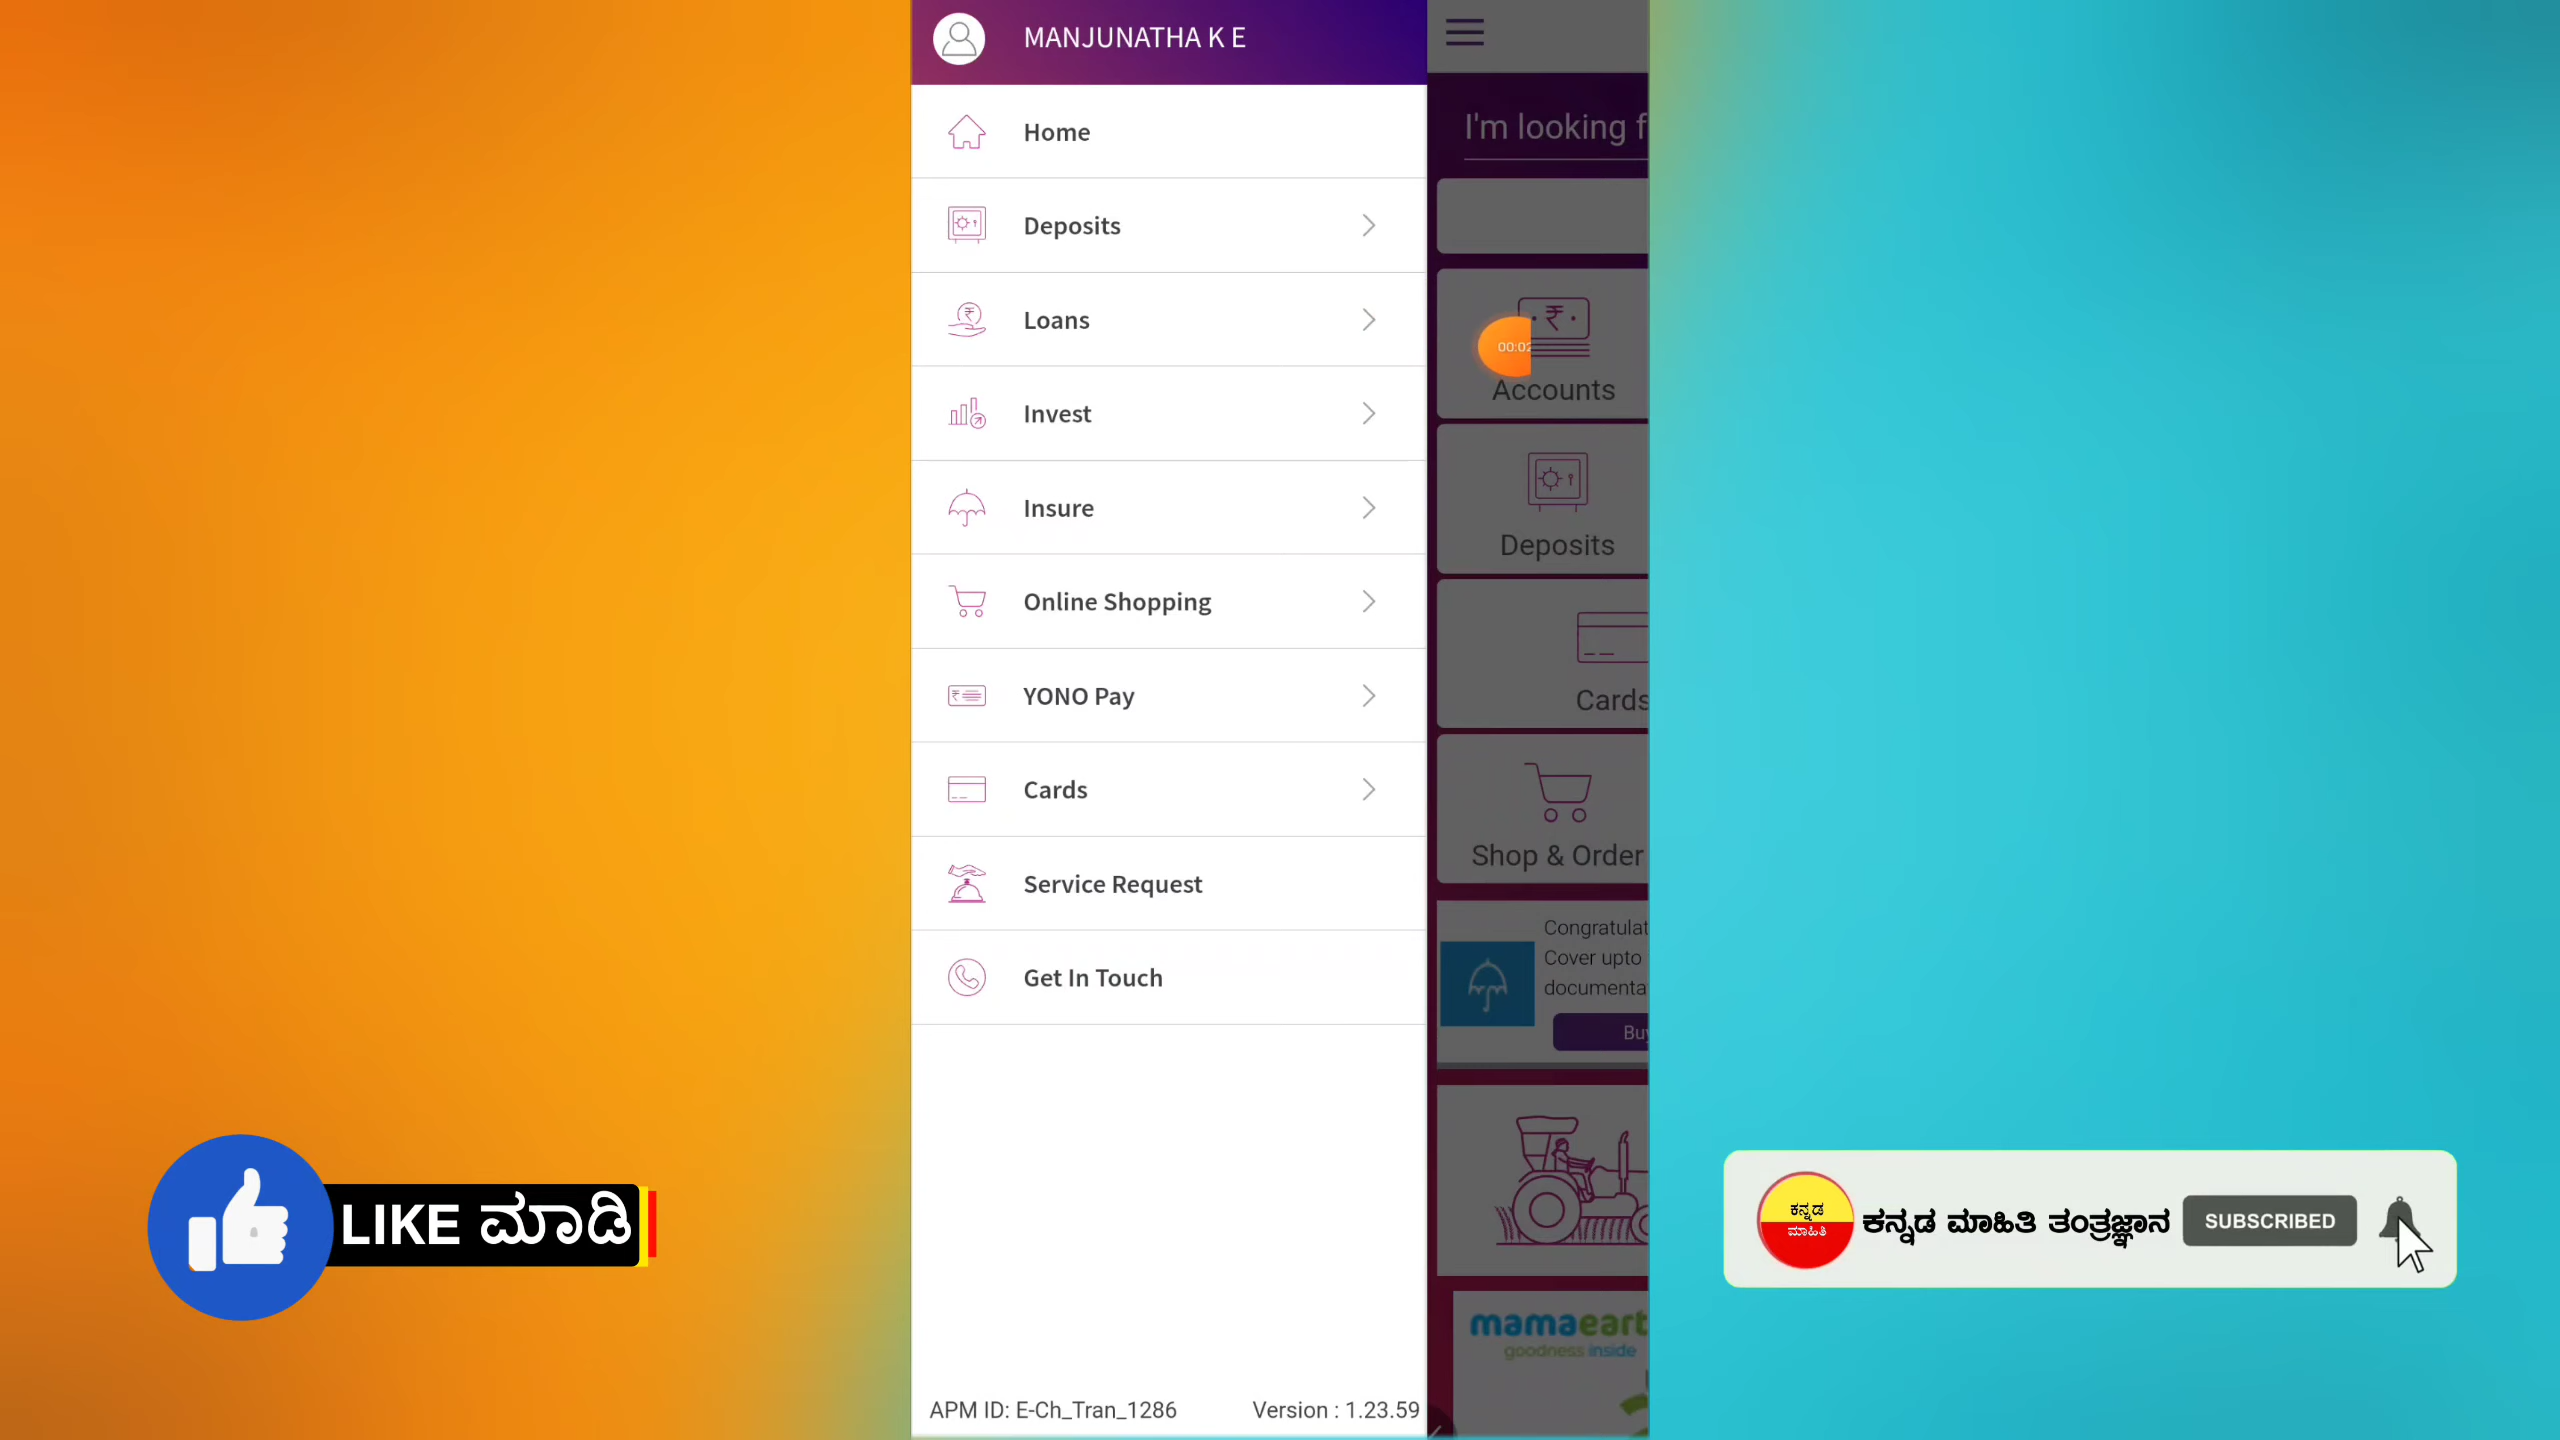 MANJUNATHA K E
Home
Deposits
Loans
Invest
Insure
Online Shopping
YONO Pay
Cards
Service Request
Get In Touch
APM ID: E-Ch_Tran_1286
Version : 1.23.59
I'm looking f
00:02
Accounts
Deposits
Cards
Shop & Order
Congratulat
Cover upto
documenta
Buy
mamaeart
goodness inside
LIKE ಮಾಡಿ
ಕನ್ನಡ
ಮಾಹಿತಿ
ಕನ್ನಡ ಮಾಹಿತಿ ತಂತ್ರಜ್ಞಾನ
SUBSCRIBED